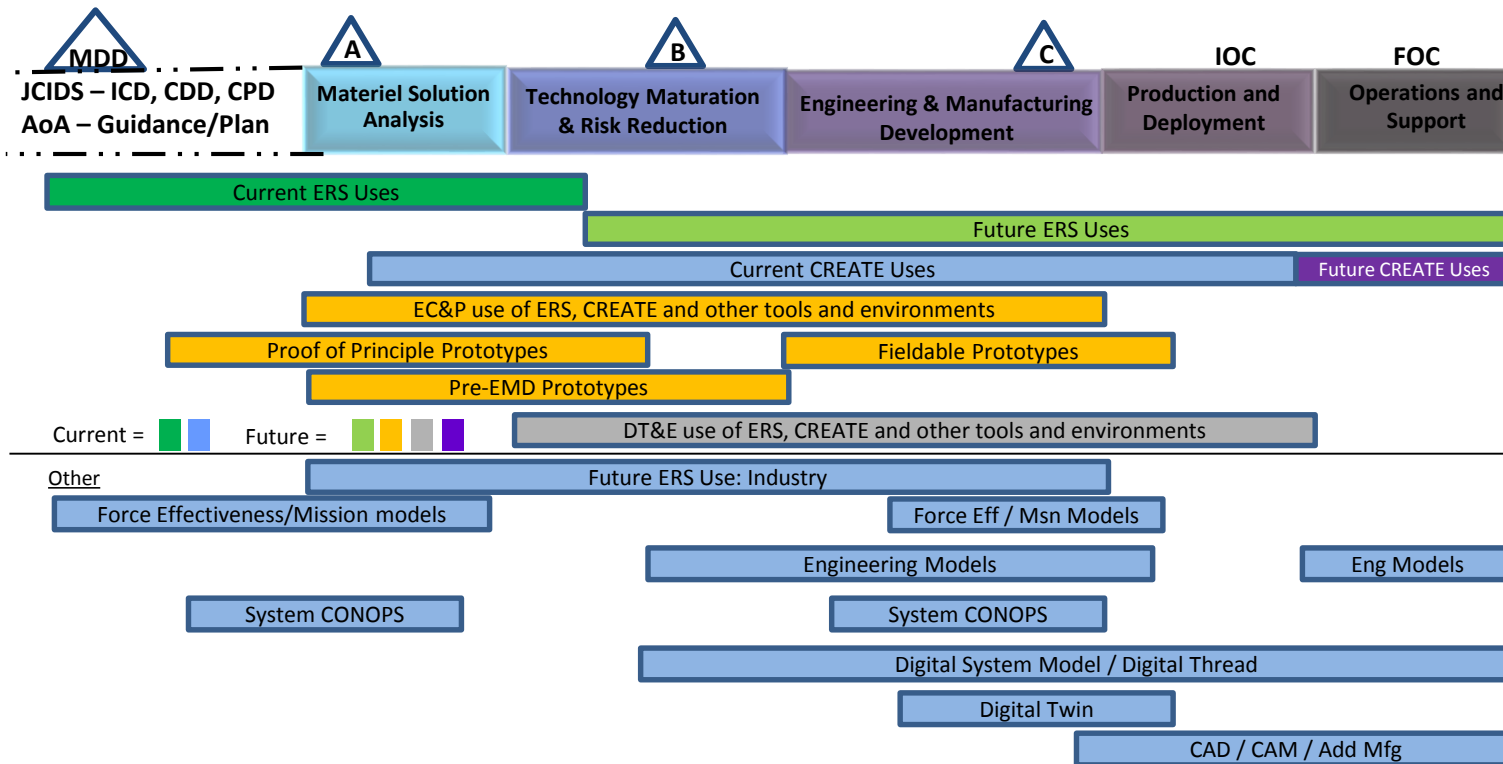 MDD
A
B
C
IOC
FOC
JCIDS – ICD, CDD, CPD
AoA – Guidance/Plan
Materiel Solution
Analysis
Technology Maturation
& Risk Reduction
Engineering & Manufacturing
Development
Production and
Deployment
Operations and
Support
Current ERS Uses
Future ERS Uses
Current CREATE Uses
Future CREATE Uses
EC&P use of ERS, CREATE and other tools and environments
Proof of Principle Prototypes
Fieldable Prototypes
Pre-EMD Prototypes
Current =
Future =
DT&E use of ERS, CREATE and other tools and environments
Other
Future ERS Use: Industry
Force Effectiveness/Mission models
Force Eff / Msn Models
Engineering Models
Eng Models
System CONOPS
System CONOPS
Digital System Model / Digital Thread
Digital Twin
CAD / CAM / Add Mfg